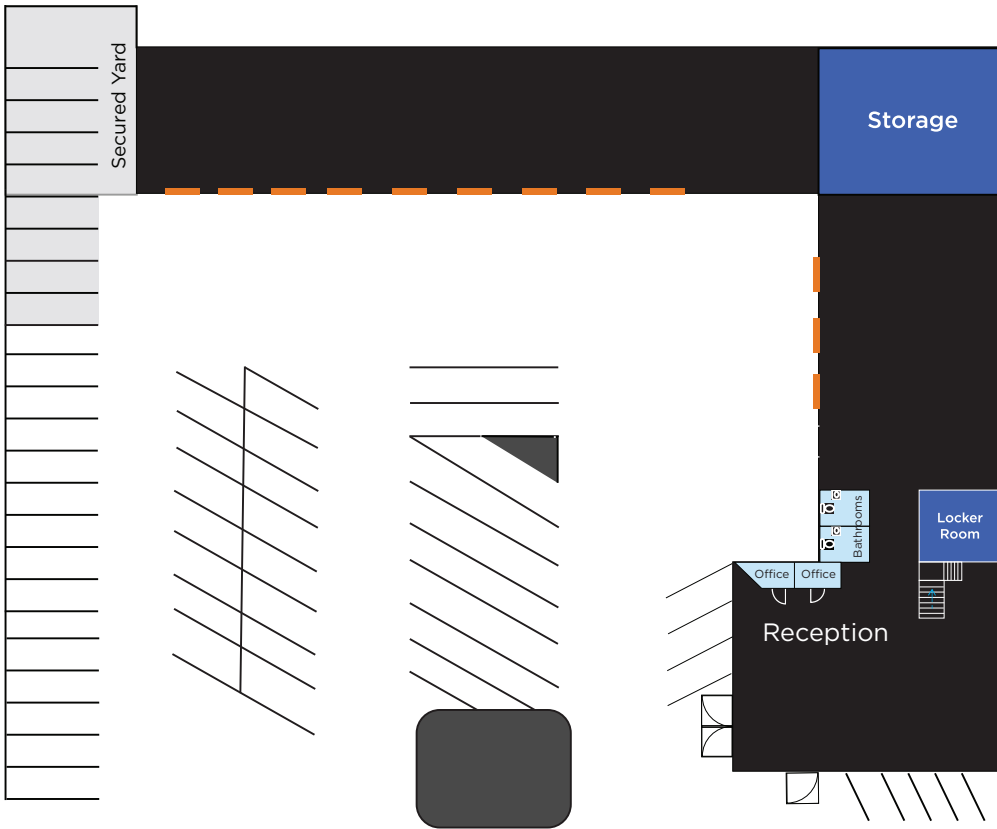 Secured Yard
Storage
Bathrooms
Locker
Room
Office
Office
Reception